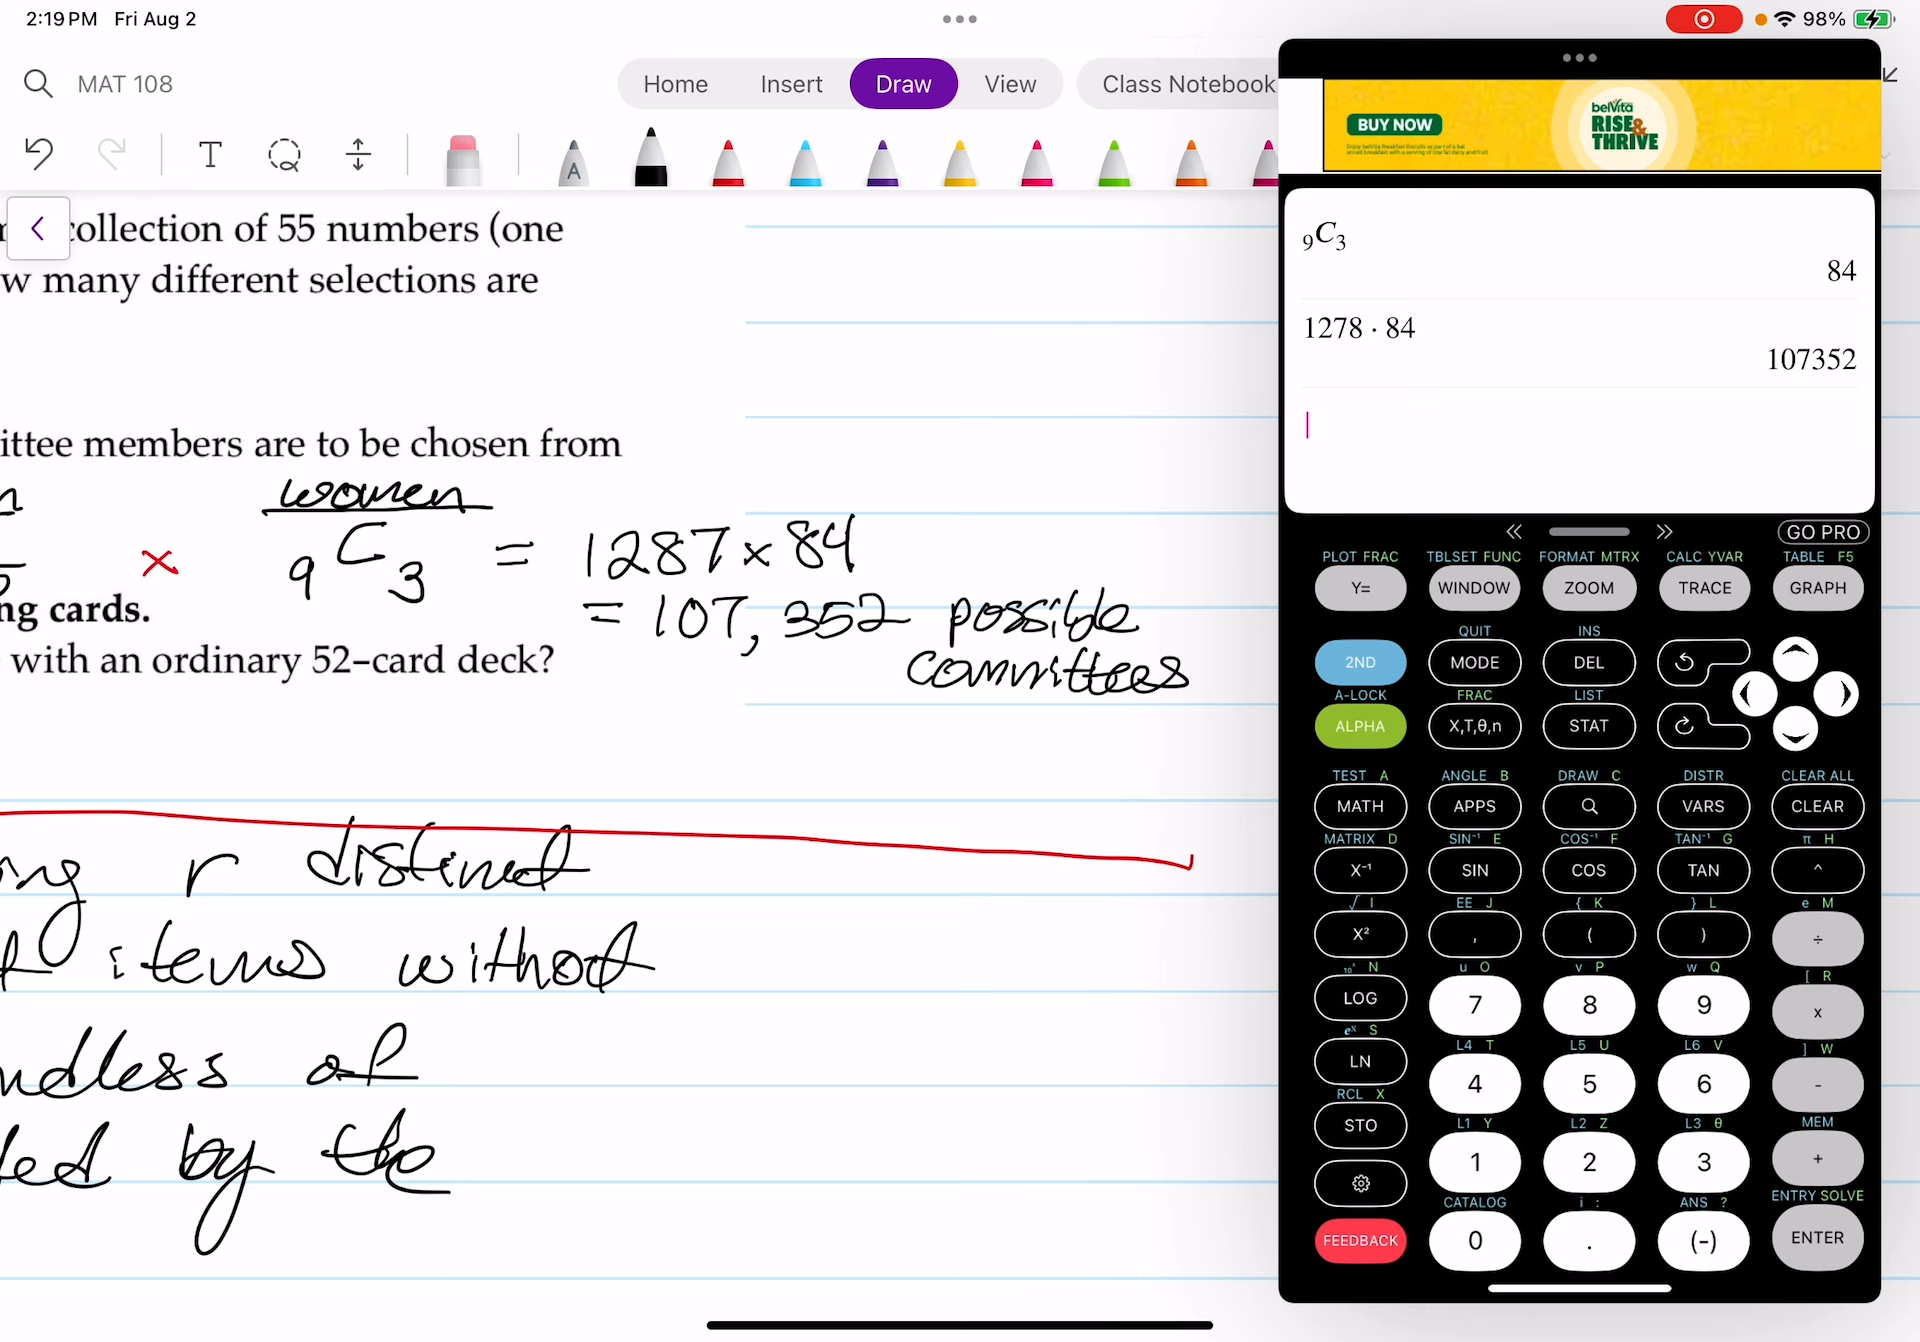 2:19 PM Fri Aug 2
98%
MAT 108
Home Insert Draw View Class Notebook
T
A
collection of 55 numbers (one
w many different selections are
ittee members are to be chosen from
women
× 9C3 = 1287 × 84
= 107,352 possible
committees
ng cards.
with an ordinary 52–card deck?
ing r distinct
of items without
ndless of
ted by the
BUY NOW
belVita
RISE &
THRIVE
9C3
84
1278 · 84
107352
GO PRO
PLOT FRAC TBLSET FUNC FORMAT MTRX CALC YVAR TABLE F5
Y= WINDOW ZOOM TRACE GRAPH
QUIT INS
2ND MODE DEL
A-LOCK FRAC LIST
ALPHA X,T,θ,n STAT
TEST A ANGLE B DRAW C DISTR CLEAR ALL
MATH APPS VARS CLEAR
MATRIX D SIN⁻¹ E COS⁻¹ F TAN⁻¹ G π H
X⁻¹ SIN COS TAN ^
√ I EE J { K } L e M
X² , ( ) ÷
10ˣ N u O v P w Q [ R
LOG 7 8 9 x
eˣ S L4 T L5 U L6 V ] W
LN 4 5 6 -
RCL X L1 Y L2 Z L3 θ MEM
STO 1 2 3 +
CATALOG i : ANS ? ENTRY SOLVE
FEEDBACK 0 . (-) ENTER